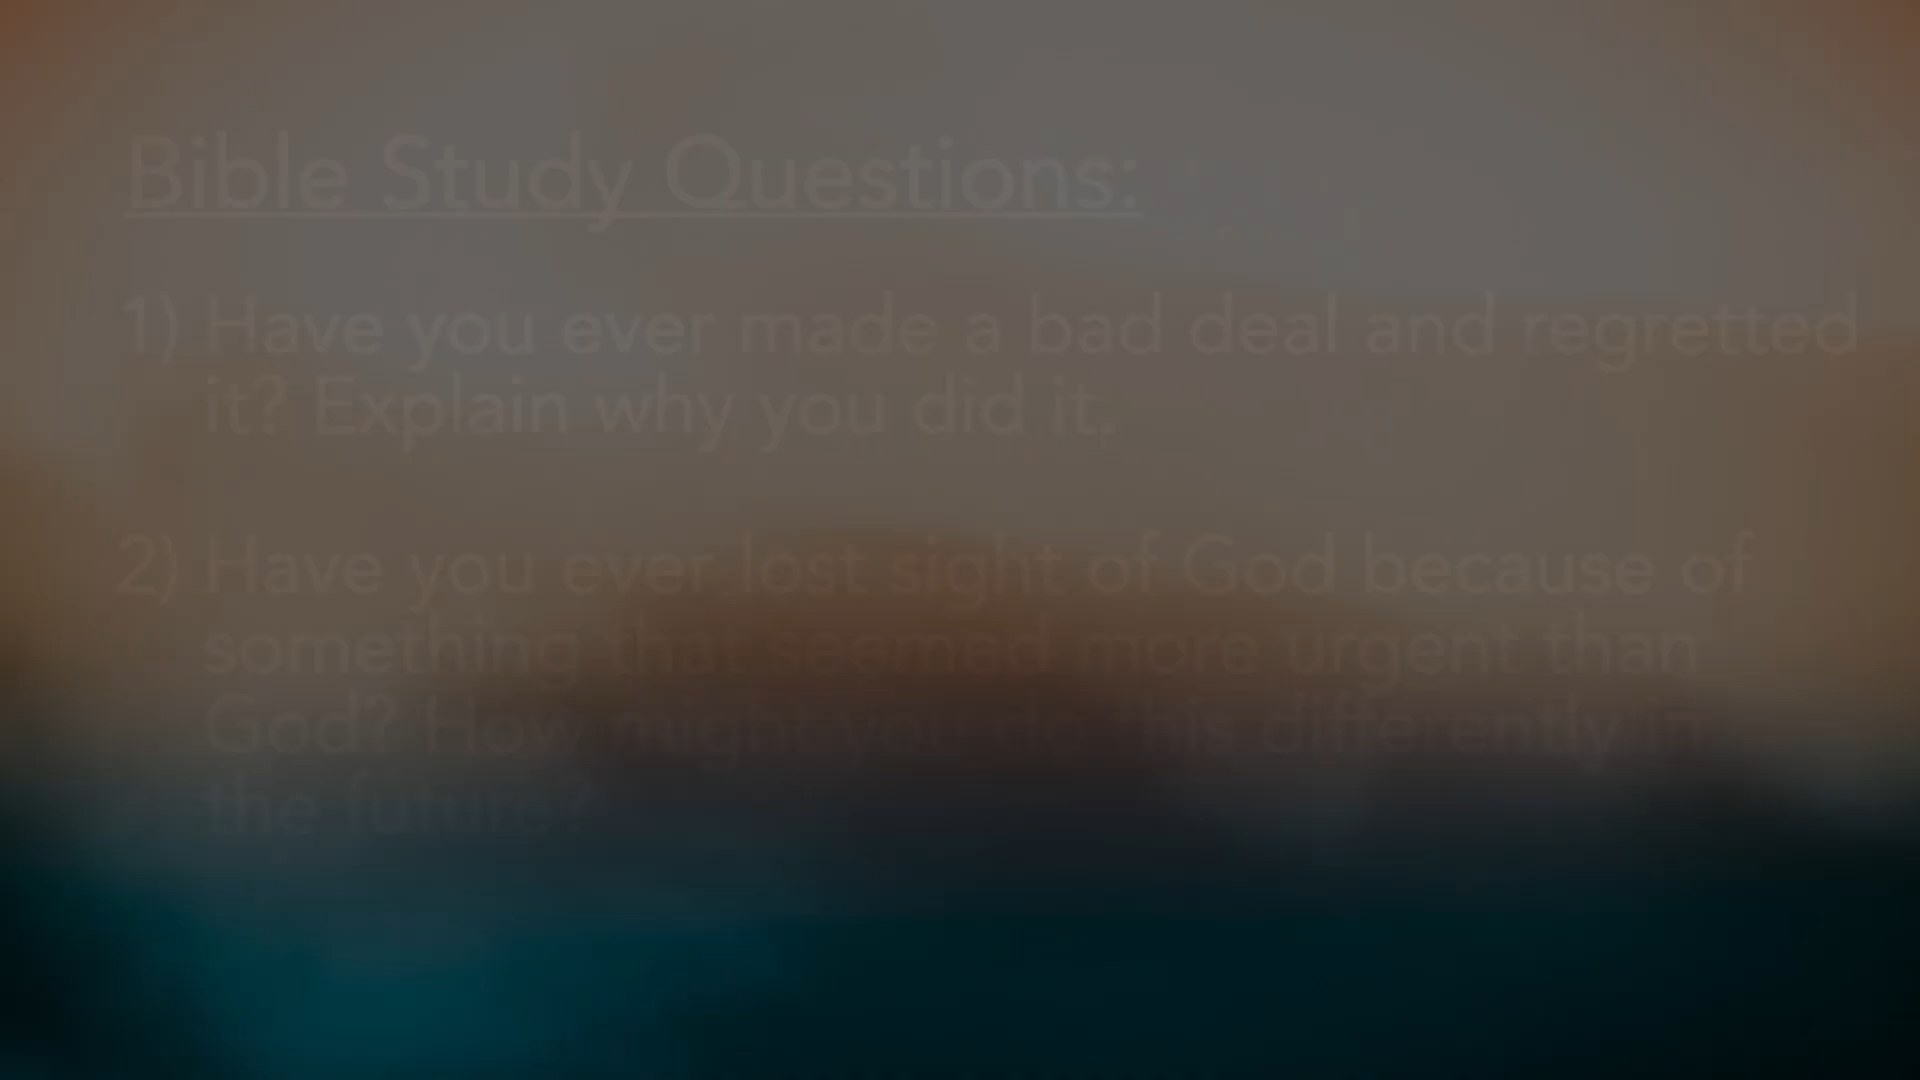 Bible Study Questions:
1) Have you ever made a bad deal and regretted
it? Explain why you did it.
2) Have you ever lost sight of God because of
something that seemed more urgent than
God? How might you do this differently in
the future?